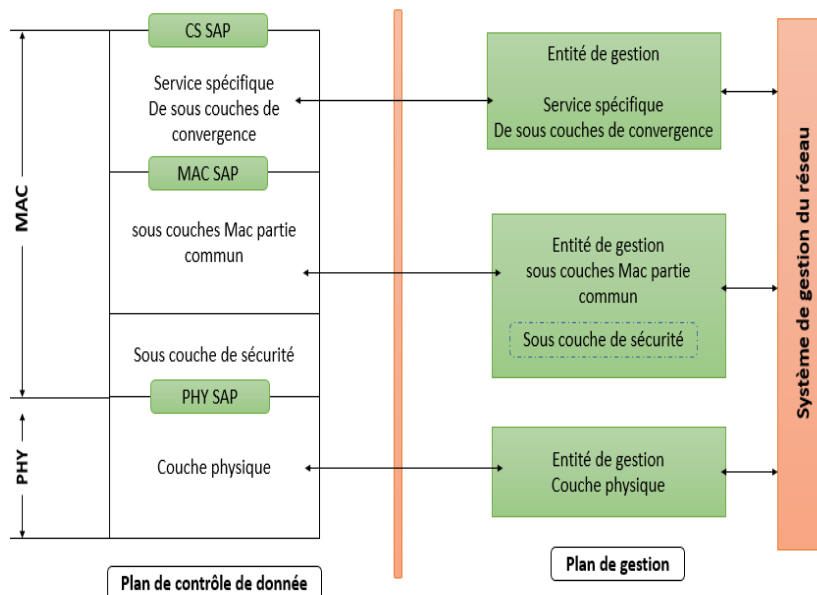 CS SAP
Service spécifique
De sous couches de
convergence
MAC SAP
sous couches Mac partie
commun
Sous couche de sécurité
PHY SAP
Couche physique
MAC
PHY
Plan de contrôle de donnée
Entité de gestion
Service spécifique
De sous couches de convergence
Entité de gestion
sous couches Mac partie
commun
Sous couche de sécurité
Entité de gestion
Couche physique
Plan de gestion
Système de gestion du réseau